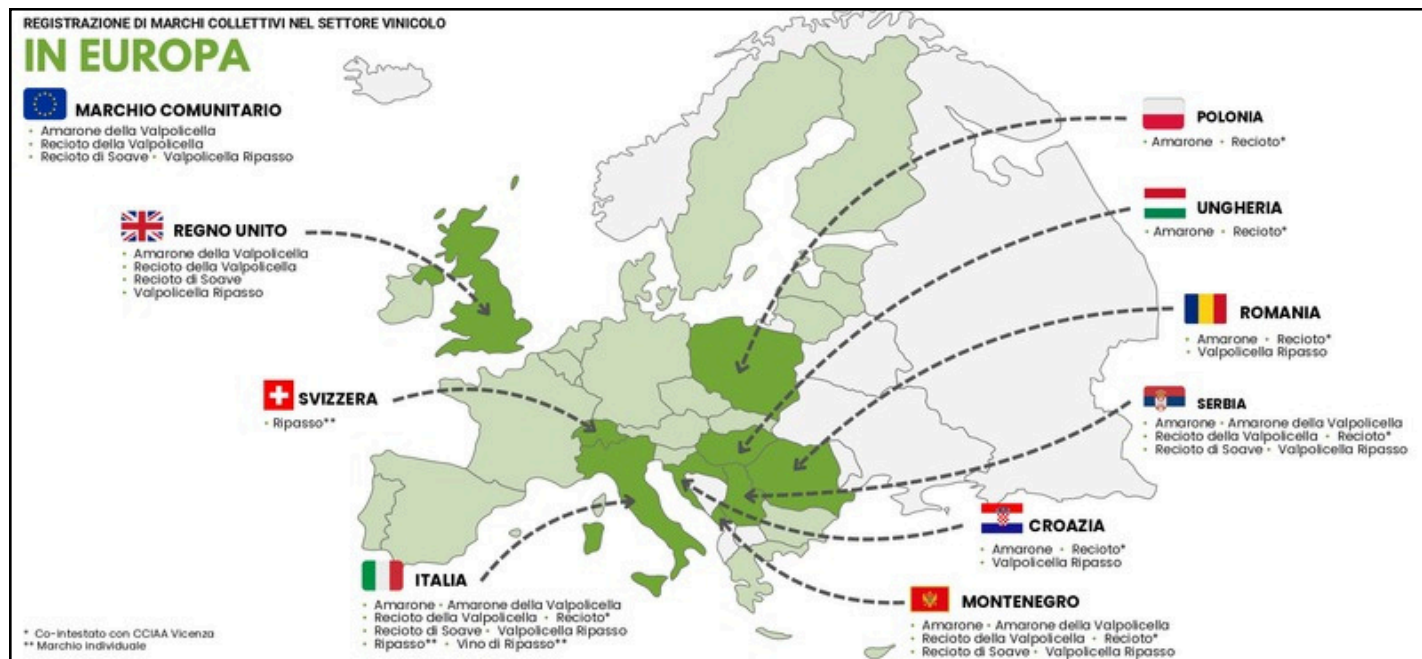 REGISTRAZIONE DI MARCHI COLLETTIVI NEL SETTORE VINICOLO
IN EUROPA
MARCHIO COMUNITARIO
• Amarone della Valpolicella
• Recioto della Valpolicella
• Recioto di Soave • Valpolicella Ripasso
REGNO UNITO
• Amarone della Valpolicella
• Recioto della Valpolicella
• Recioto di Soave
• Valpolicella Ripasso
SVIZZERA
• Ripasso**
ITALIA
• Amarone • Amarone della Valpolicella
• Recioto della Valpolicella • Recioto*
• Recioto di Soave • Valpolicella Ripasso
• Ripasso** • Vino di Ripasso**
POLONIA
• Amarone • Recioto*
UNGHERIA
• Amarone • Recioto*
ROMANIA
• Amarone • Recioto*
• Valpolicella Ripasso
SERBIA
• Amarone • Amarone della Valpolicella
• Recioto della Valpolicella • Recioto*
• Recioto di Soave • Valpolicella Ripasso
CROAZIA
• Amarone • Recioto*
• Valpolicella Ripasso
MONTENEGRO
• Amarone • Amarone della Valpolicella
• Recioto della Valpolicella • Recioto*
• Recioto di Soave • Valpolicella Ripasso
* Co-intestato con CCIAA Vicenza
** Marchio individuale